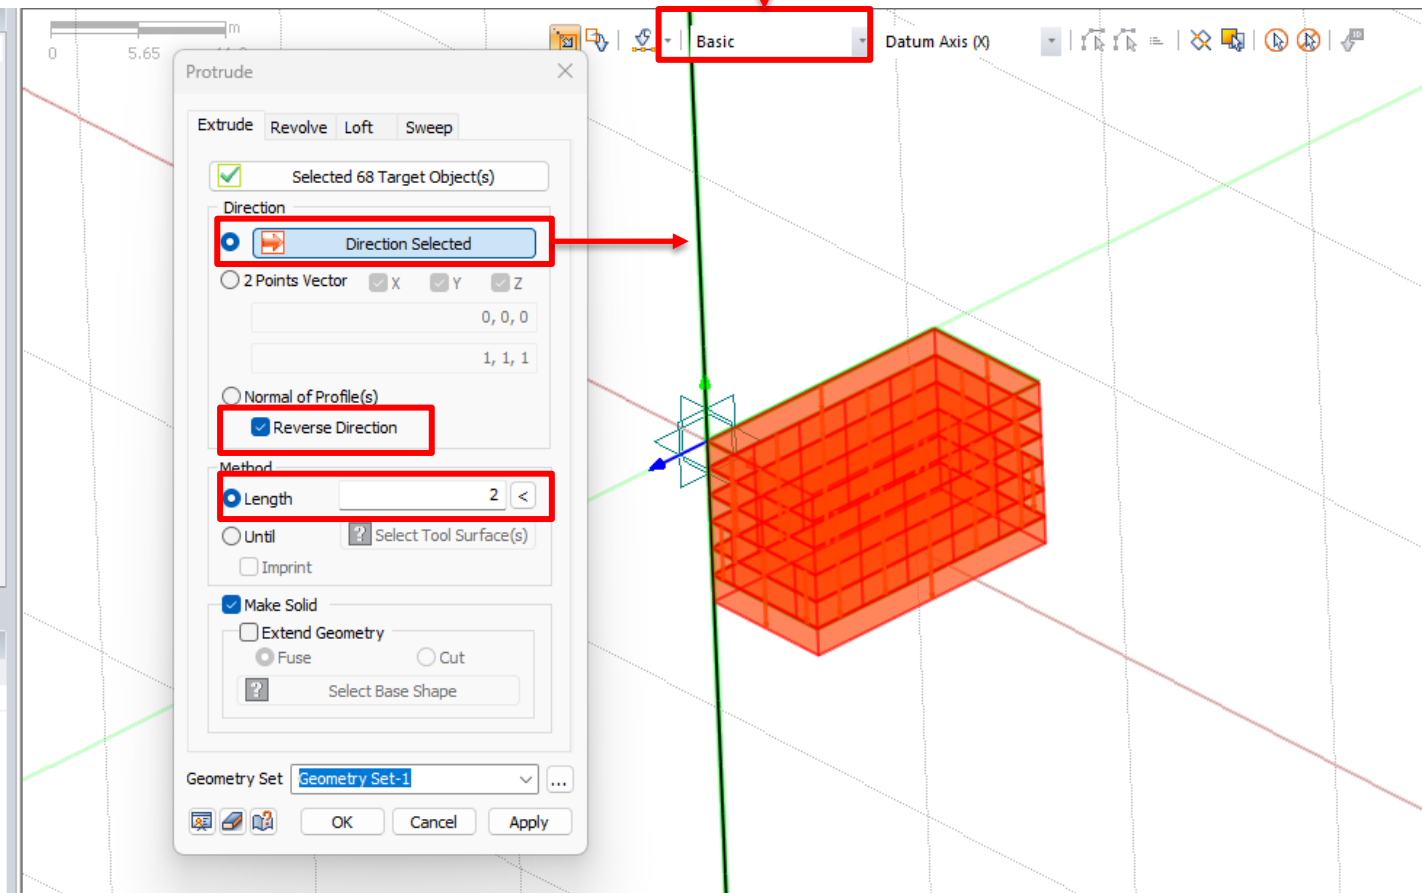 m
0 5.65
Basic Datum Axis (X)
Protrude
Extrude Revolve Loft Sweep
Selected 68 Target Object(s)
Direction
Direction Selected
2 Points Vector X Y Z
0, 0, 0
1, 1, 1
Normal of Profile(s)
Reverse Direction
Method
Length 2 <
Until ? Select Tool Surface(s)
Imprint
Make Solid
Extend Geometry
Fuse Cut
? Select Base Shape
Geometry Set Geometry Set-1 ...
OK Cancel Apply